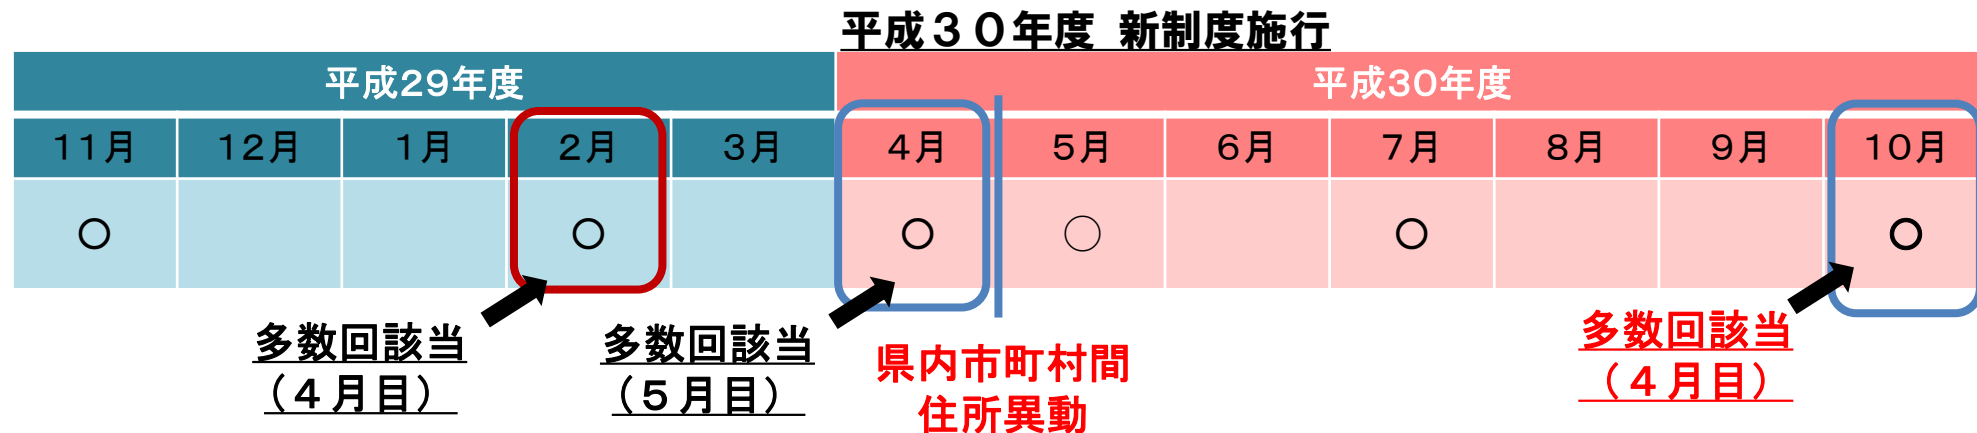 平成３０年度 新制度施行
平成29年度 平成30年度
11月 12月 1月 2月 3月 4月 5月 6月 7月 8月 9月 10月
○ ○ ○ ○ ○ ○
多数回該当
（４月目）
多数回該当
（５月目）
県内市町村間
住所異動
多数回該当
（４月目）